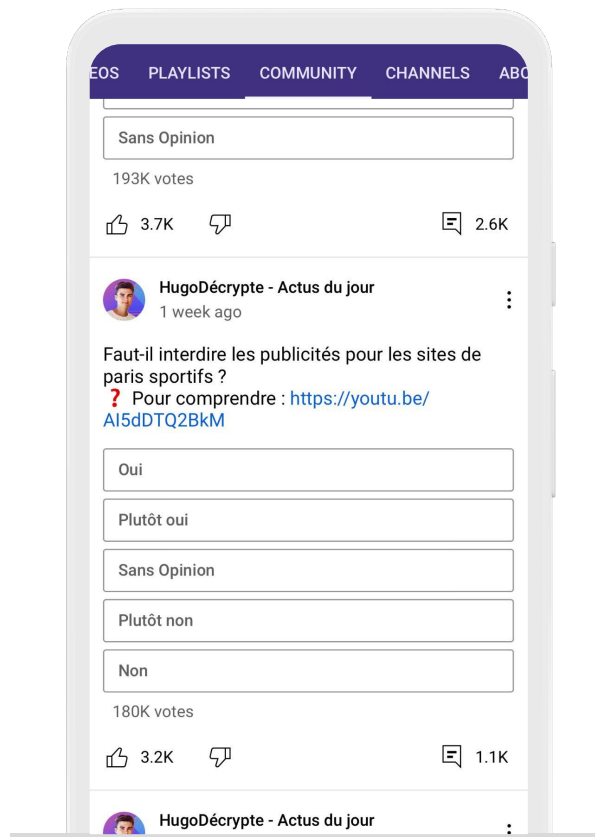 EOS PLAYLISTS COMMUNITY CHANNELS ABO
Sans Opinion
193K votes
3.7K 2.6K
HugoDécrypte - Actus du jour
1 week ago
Faut-il interdire les publicités pour les sites de
paris sportifs ?
❓ Pour comprendre : https://youtu.be/
AI5dDTQ2BkM
Oui
Plutôt oui
Sans Opinion
Plutôt non
Non
180K votes
3.2K 1.1K
HugoDécrypte - Actus du jour